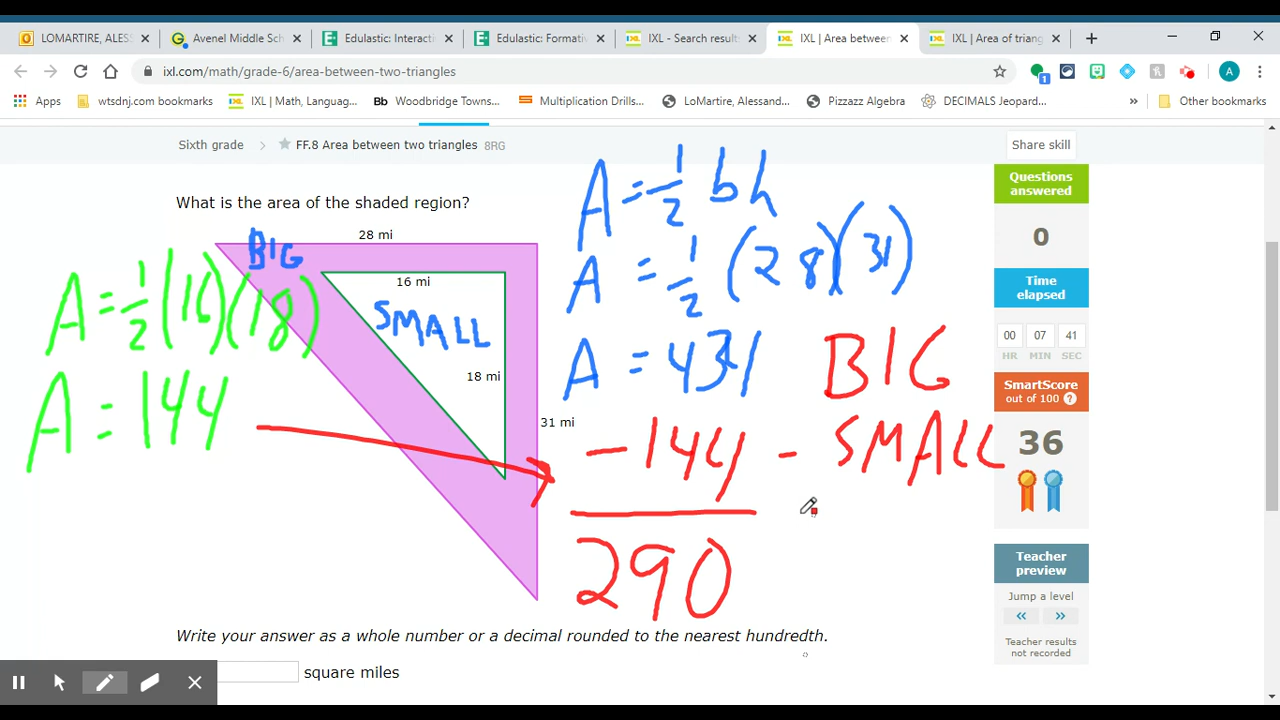 LOMARTIRE, ALESS
Avenel Middle Sch
Edulastic: Interacti
Edulastic: Formativ
IXL - Search results
IXL | Area between
IXL | Area of triang
ixl.com/math/grade-6/area-between-two-triangles
1
A
Apps
wtsdnj.com bookmarks
IXL | Math, Languag...
Bb Woodbridge Towns...
Multiplication Drills...
LoMartire, Alessand...
Pizzazz Algebra
DECIMALS Jeopard...
»
Other bookmarks
Sixth grade > FF.8 Area between two triangles 8RG
Share skill
What is the area of the shaded region?
28 mi
BIG
16 mi
SMALL
18 mi
31 mi
A = 1/2 (16)(18)
A = 144
A = 1/2 bh
A = 1/2 (28)(31)
A = 434
BIG
- 144 - SMALL
290
Write your answer as a whole number or a decimal rounded to the nearest hundredth.
square miles
Questions answered
0
Time elapsed
00 07 41
HR MIN SEC
SmartScore
out of 100 ?
36
Teacher preview
Jump a level
« »
Teacher results not recorded